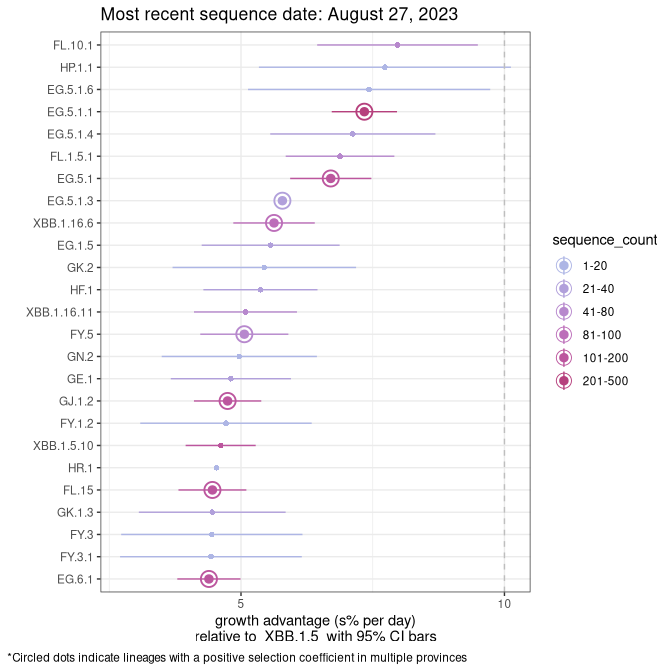 Most recent sequence date: August 27, 2023
FL.10.1
HP.1.1
EG.5.1.6
EG.5.1.1
EG.5.1.4
FL.1.5.1
EG.5.1
EG.5.1.3
XBB.1.16.6
EG.1.5
GK.2
HF.1
XBB.1.16.11
FY.5
GN.2
GE.1
GJ.1.2
FY.1.2
XBB.1.5.10
HR.1
FL.15
GK.1.3
FY.3
FY.3.1
EG.6.1
5 10
growth advantage (s% per day)
relative to XBB.1.5 with 95% CI bars
sequence_count
1-20
21-40
41-80
81-100
101-200
201-500
*Circled dots indicate lineages with a positive selection coefficient in multiple provinces